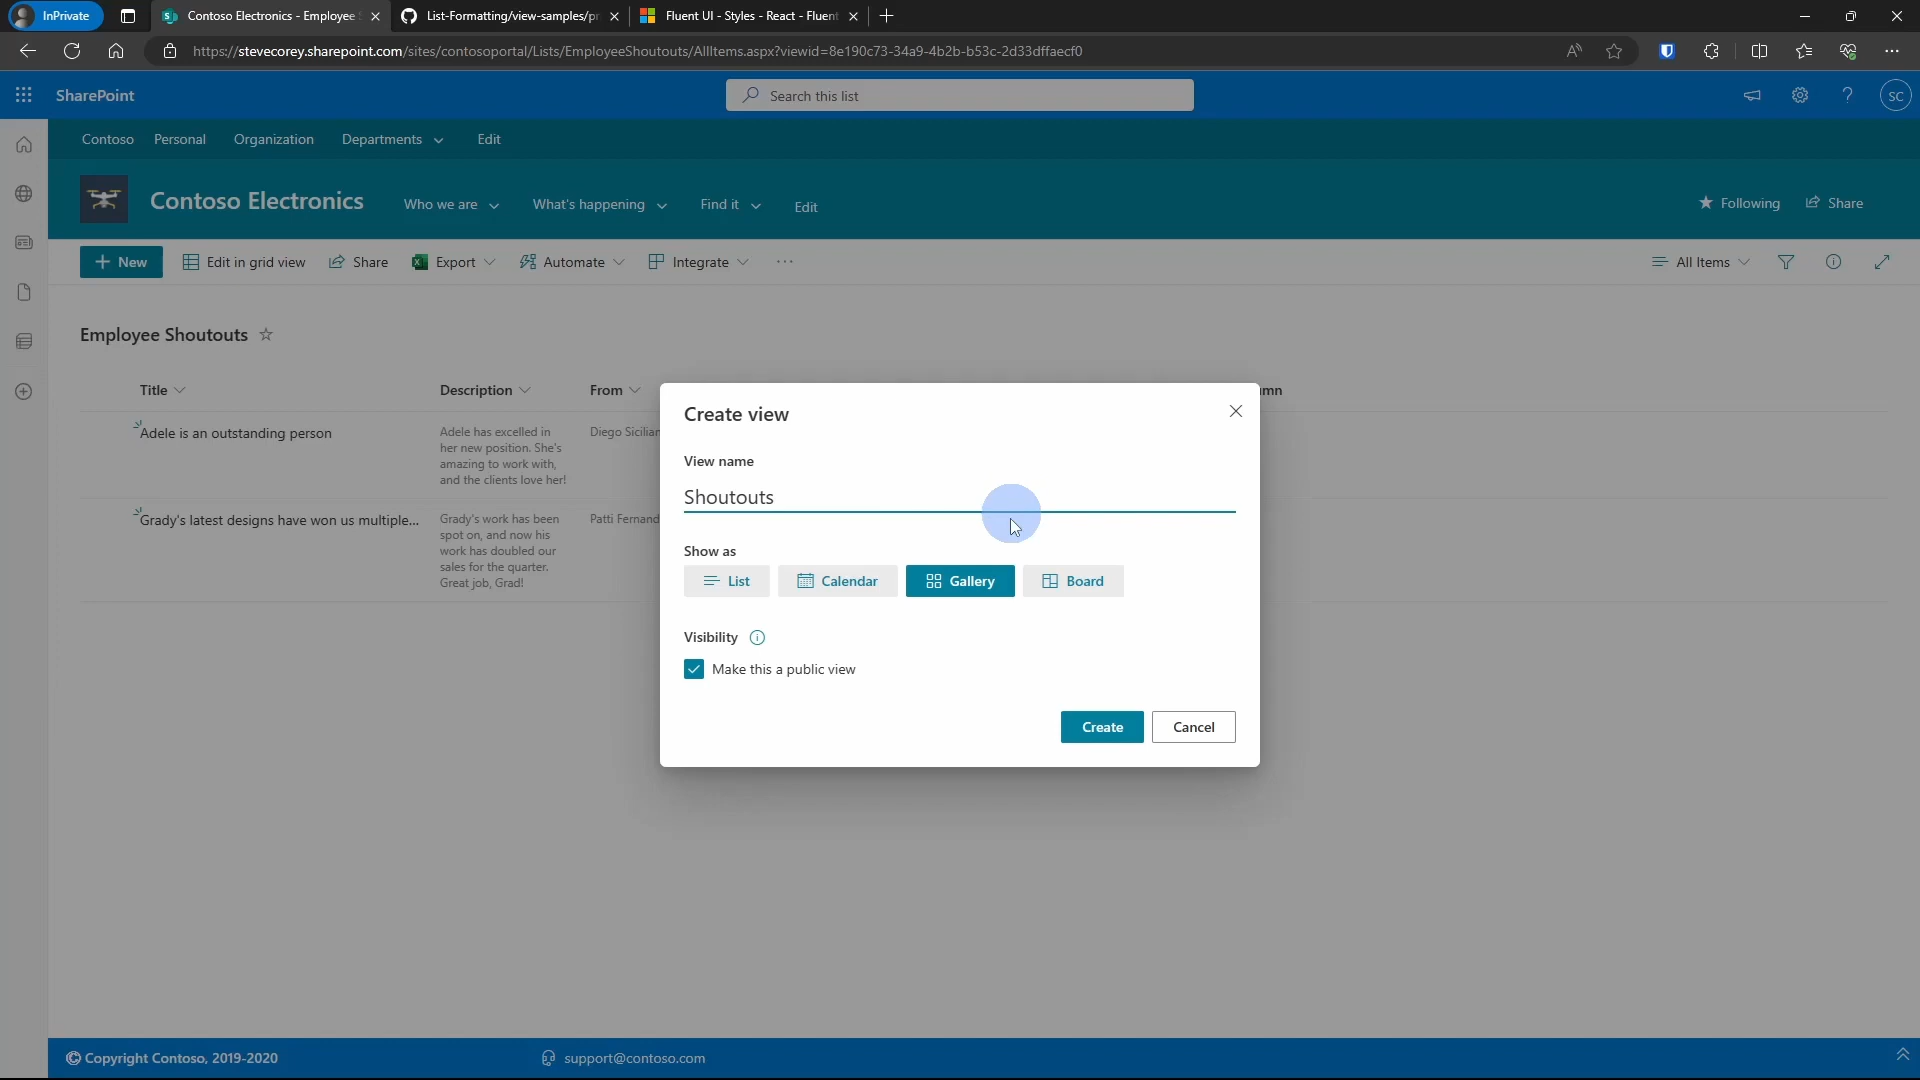 InPrivate
Contoso Electronics - Employee S
List-Formatting/view-samples/pr
Fluent UI - Styles - React - Fluent
https://stevecorey.sharepoint.com/sites/contosoportal/Lists/EmployeeShoutouts/AllItems.aspx?viewid=8e190c73-34a9-4b2b-b53c-2d33dffaecf0
SharePoint
Search this list
SC
Contoso
Personal
Organization
Departments
Edit
Contoso Electronics
Who we are
What's happening
Find it
Edit
Following
Share
New
Edit in grid view
Share
Export
Automate
Integrate
All Items
Employee Shoutouts
Title
Description
From
mn
Adele is an outstanding person
Adele has excelled in
her new position. She's
amazing to work with,
and the clients love her!
Diego Sicilian
Grady's latest designs have won us multiple...
Grady's work has been
spot on, and now his
work has doubled our
sales for the quarter.
Great job, Grad!
Patti Fernand
Create view
View name
Shoutouts
Show as
List
Calendar
Gallery
Board
Visibility
Make this a public view
Create
Cancel
© Copyright Contoso, 2019-2020
support@contoso.com